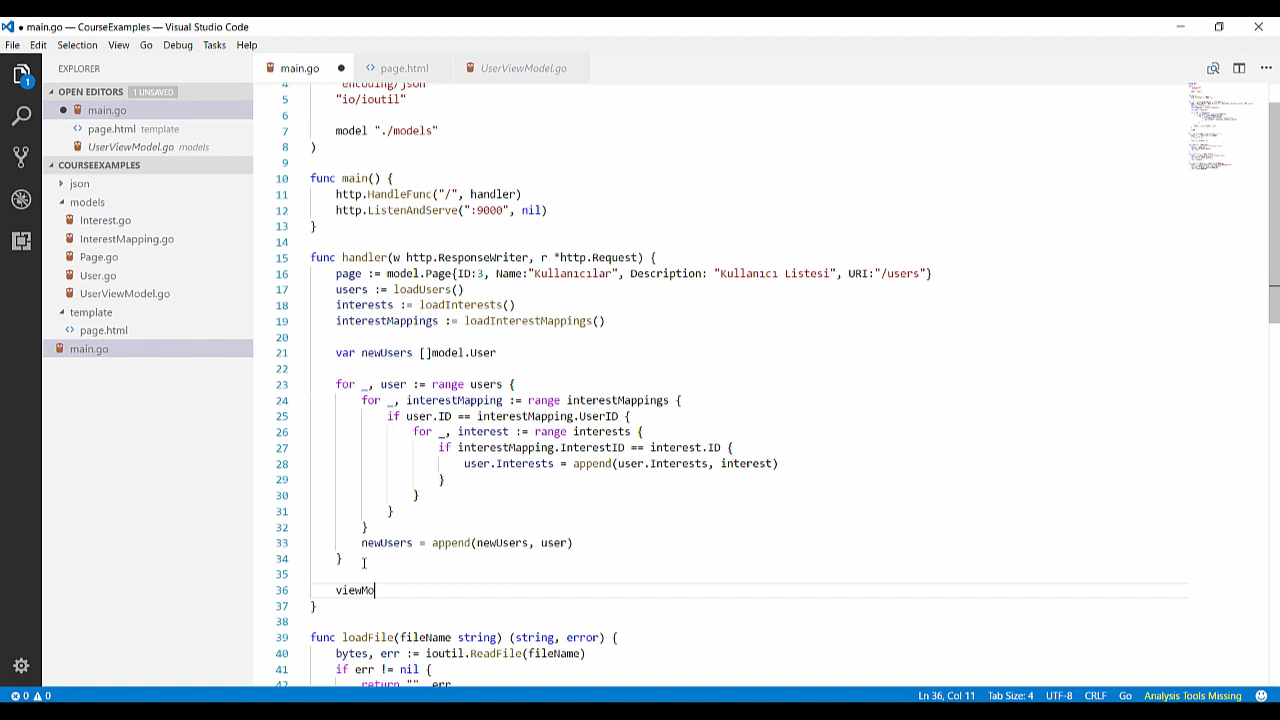 main.go — CourseExamples — Visual Studio Code
File Edit Selection View Go Debug Tasks Help
EXPLORER
OPEN EDITORS 1 UNSAVED
main.go
page.html template
UserViewModel.go models
COURSEEXAMPLES
json
models
Interest.go
InterestMapping.go
Page.go
User.go
UserViewModel.go
template
page.html
main.go
1
main.go page.html UserViewModel.go
4 "encoding/json"
5 "io/ioutil"
6
7 model "./models"
8 )
9
10 func main() {
11 http.HandleFunc("/", handler)
12 http.ListenAndServe(":9000", nil)
13 }
14
15 func handler(w http.ResponseWriter, r *http.Request) {
16 page := model.Page{ID:3, Name:"Kullanıcılar", Description: "Kullanıcı Listesi", URI:"/users"}
17 users := loadUsers()
18 interests := loadInterests()
19 interestMappings := loadInterestMappings()
20
21 var newUsers []model.User
22
23 for _, user := range users {
24 for _, interestMapping := range interestMappings {
25 if user.ID == interestMapping.UserID {
26 for _, interest := range interests {
27 if interestMapping.InterestID == interest.ID {
28 user.Interests = append(user.Interests, interest)
29 }
30 }
31 }
32 }
33 newUsers = append(newUsers, user)
34 }
35
36 viewMo
37 }
38
39 func loadFile(fileName string) (string, error) {
40 bytes, err := ioutil.ReadFile(fileName)
41 if err != nil {
42 return "", err
0 0 Ln 36, Col 11 Tab Size: 4 UTF-8 CRLF Go Analysis Tools Missing